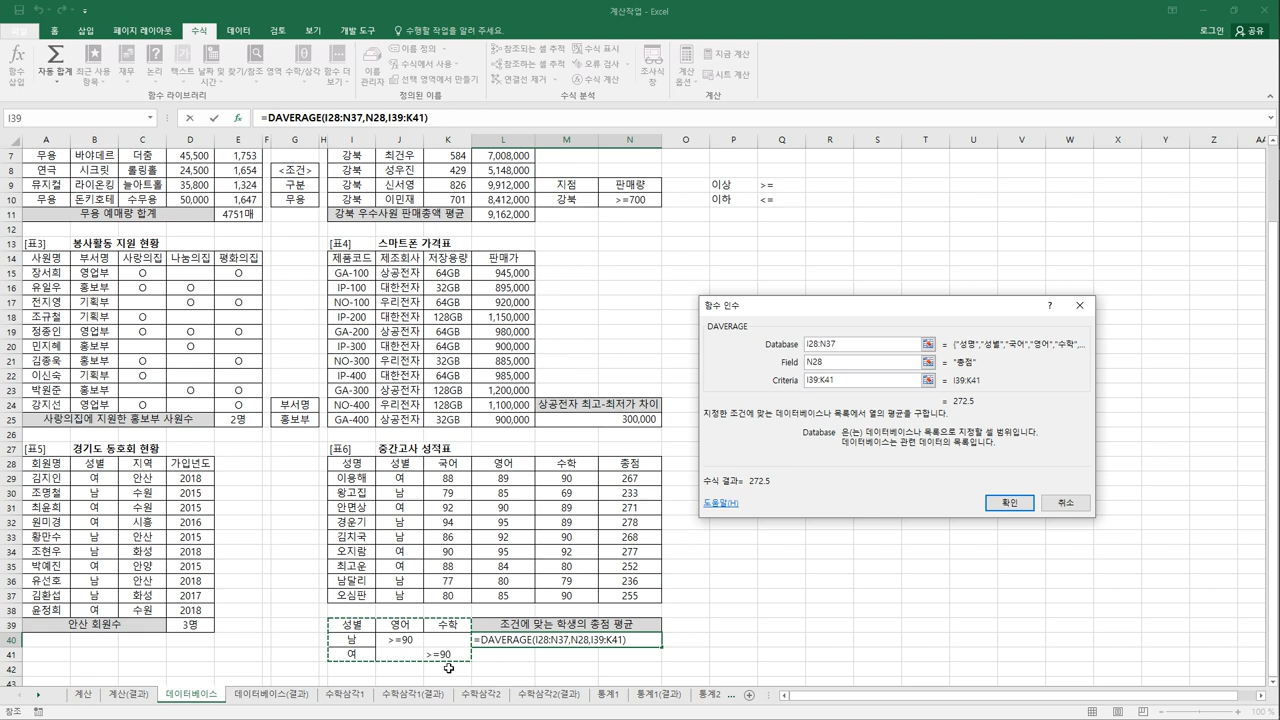 계산작업 - Excel
파일 홈 삽입 페이지 레이아웃 수식 데이터 검토 보기 개발 도구 수행할 작업을 알려 주세요. 로그인 공유
함수 삽입 자동 합계 최근 사용 항목 재무 논리 텍스트 날짜 및 시간 찾기/참조 영역 수학/삼각 함수 더 보기 이름 관리자 이름 정의 수식에서 사용 선택 영역에서 만들기 참조되는 셀 추적 참조하는 셀 추적 연결선 제거 수식 표시 오류 검사 수식 계산 조사식 창 계산 옵션 지금 계산 시트 계산
함수 라이브러리 정의된 이름 수식 분석 계산
I39 fx =DAVERAGE(I28:N37,N28,I39:K41)
A B C D E F G H I J K L M N O P Q R S T U V W X Y Z AA
7 무용 바야데르 더줌 45,500 1,753 강북 최건우 584 7,008,000
8 연극 시크릿 롤링홀 24,500 1,654 <조건> 강북 성우진 429 5,148,000
9 뮤지컬 라이온킹 늘아트홀 35,800 1,324 구분 강북 신서영 826 9,912,000 지점 판매량 이상 >=
10 무용 돈키호테 수무용 50,000 1,647 무용 강북 이민재 701 8,412,000 강북 >=700 이하 <=
11 무용 예매량 합계 4751매 강북 우수사원 판매총액 평균 9,162,000
12
13 [표3] 봉사활동 지원 현황 [표4] 스마트폰 가격표
14 사원명 부서명 사랑의집 나눔의집 평화의집 제품코드 제조회사 저장용량 판매가
15 장서희 영업부 O O GA-100 상공전자 64GB 945,000
16 유일우 홍보부 O O IP-100 대한전자 32GB 895,000
17 전지영 기획부 O O NO-100 우리전자 64GB 920,000
18 조규철 기획부 O IP-200 대한전자 128GB 1,150,000
19 정종인 영업부 O O O GA-200 상공전자 64GB 980,000
20 민지혜 홍보부 O IP-300 대한전자 64GB 980,000
21 김종욱 홍보부 O O NO-300 우리전자 32GB 885,000
22 이신숙 기획부 O IP-400 대한전자 64GB 985,000
23 박원준 홍보부 O O GA-300 상공전자 128GB 1,200,000
24 강지선 영업부 O O 부서명 NO-400 우리전자 128GB 1,100,000 상공전자 최고-최저가 차이
25 사랑의집에 지원한 홍보부 사원수 2명 홍보부 GA-400 상공전자 32GB 900,000 300,000
26
27 [표5] 경기도 동호회 현황 [표6] 중간고사 성적표
28 회원명 성별 지역 가입년도 성명 성별 국어 영어 수학 총점
29 김지인 여 안산 2018 이용해 여 88 89 90 267
30 조명철 남 수원 2015 왕고집 남 79 85 69 233
31 최윤희 여 수원 2015 안면상 여 92 90 89 271
32 원미경 여 시흥 2016 경운기 남 94 95 89 278
33 황만수 남 안산 2015 김치국 남 86 92 90 268
34 조현우 남 화성 2018 오지람 여 90 95 92 277
35 박예진 여 안양 2015 최고운 여 88 84 80 252
36 유선호 남 안산 2018 남달리 남 77 80 79 236
37 김환섭 남 화성 2017 오심판 남 80 85 90 255
38 윤정희 여 수원 2018
39 안산 회원수 3명 성별 영어 수학 조건에 맞는 학생의 총점 평균
40 남 >=90 =DAVERAGE(I28:N37,N28,I39:K41)
41 여 >=90
42
43
함수 인수 ? ×
DAVERAGE
Database I28:N37 = {"성명","성별","국어","영어","수학",...
Field N28 = "총점"
Criteria I39:K41 = I39:K41
= 272.5
지정한 조건에 맞는 데이터베이스나 목록에서 열의 평균을 구합니다.
Database 은(는) 데이터베이스나 목록으로 지정할 셀 범위입니다.
데이터베이스는 관련 데이터의 목록입니다.
수식 결과= 272.5
도움말(H) 확인 취소
계산 계산(결과) 데이터베이스 데이터베이스(결과) 수학삼각1 수학삼각1(결과) 수학삼각2 수학삼각2(결과) 통계1 통계1(결과) 통계2 ...
참조 100 %